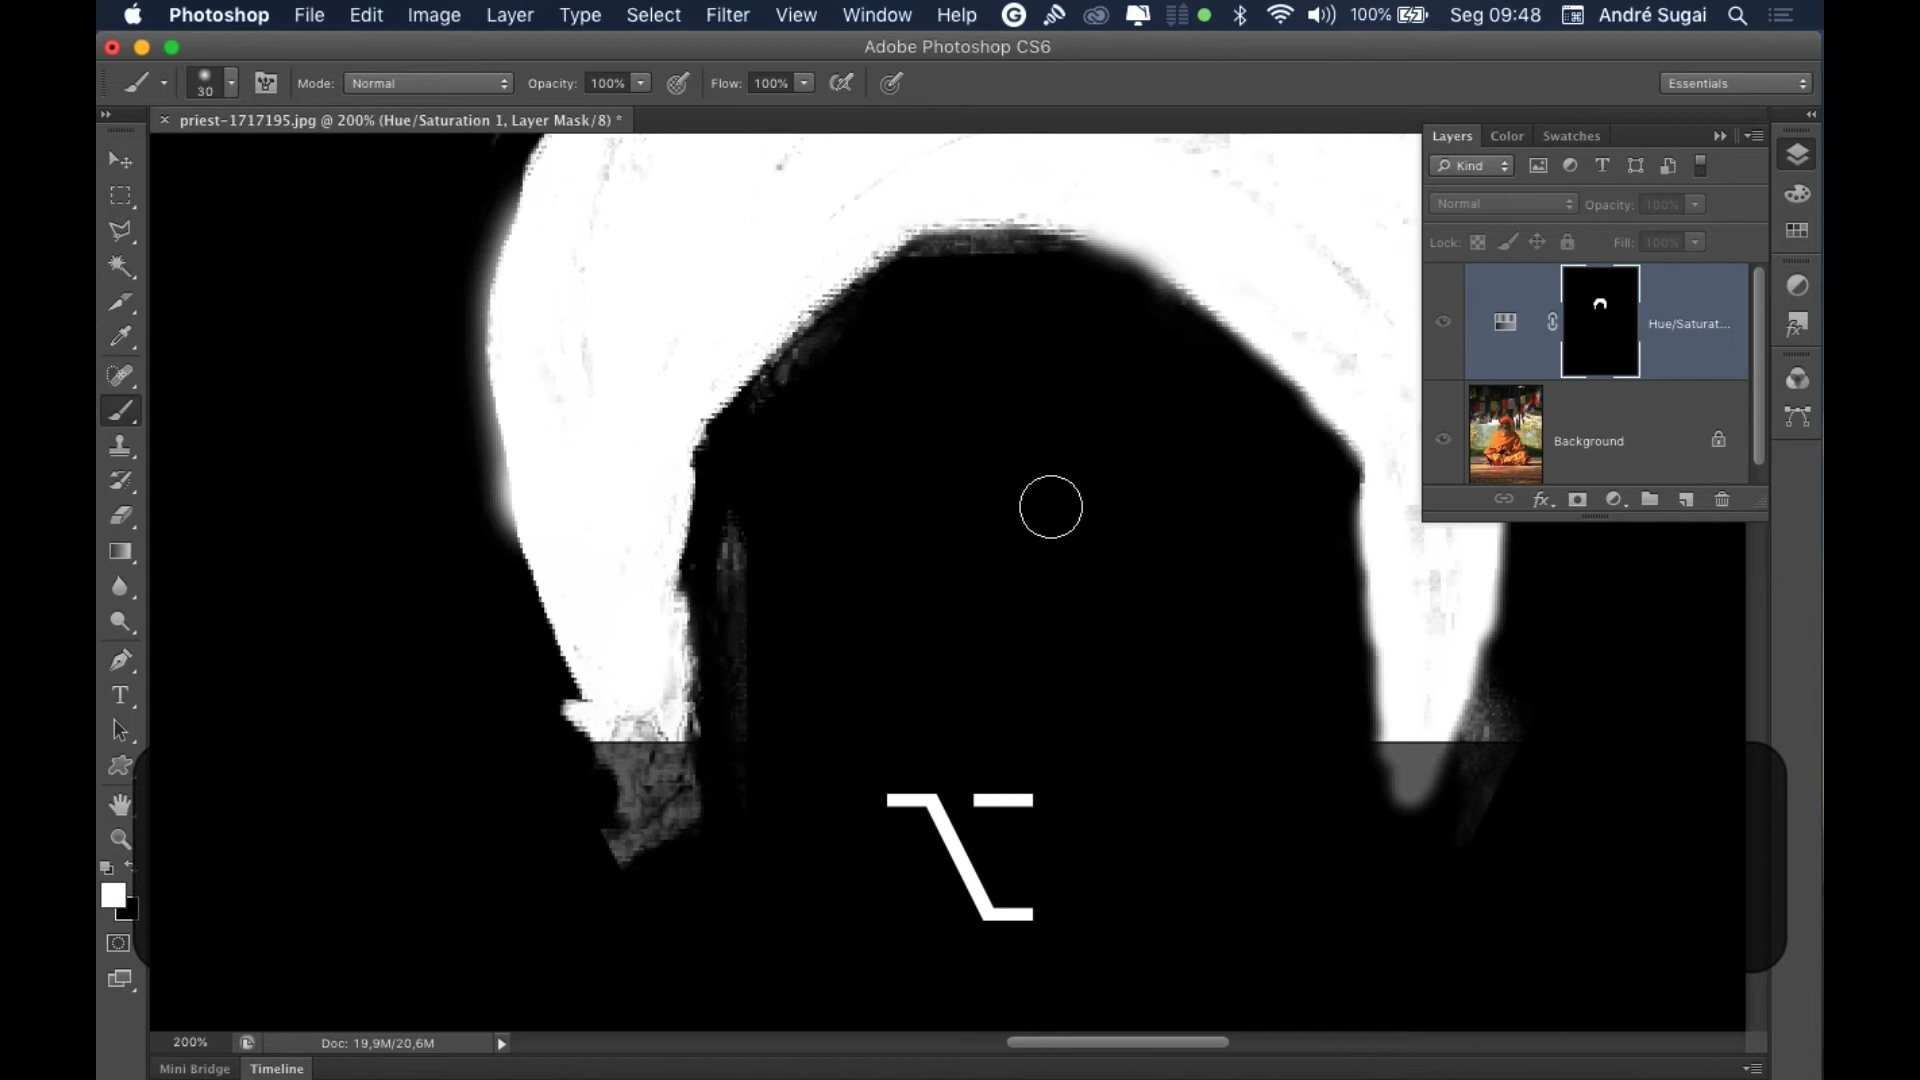 Photoshop File Edit Image Layer Type Select Filter View Window Help 100% Seg 09:48 André Sugai
Adobe Photoshop CS6
30 Mode: Normal Opacity: 100% Flow: 100% Essentials
× priest-1717195.jpg @ 200% (Hue/Saturation 1, Layer Mask/8) *
Layers Color Swatches
Kind
Normal Opacity: 100%
Lock: Fill: 100%
Hue/Saturat...
Background
fx
200% Doc: 19,9M/20,6M
Mini Bridge Timeline